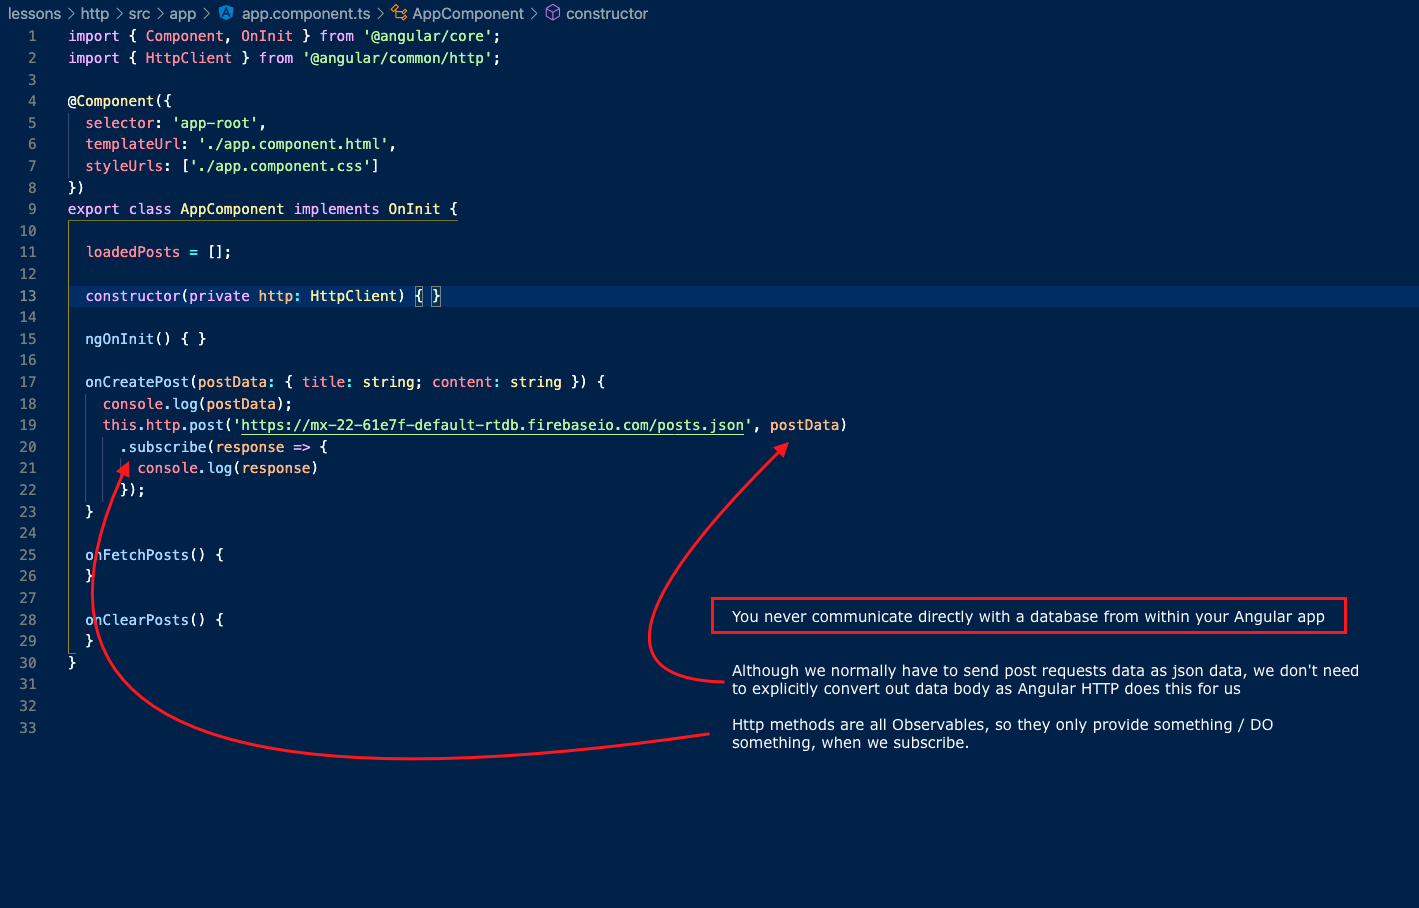 lessons > http > src > app > app.component.ts > AppComponent > constructor
1 import { Component, OnInit } from '@angular/core';
2 import { HttpClient } from '@angular/common/http';
3
4 @Component({
5 selector: 'app-root',
6 templateUrl: './app.component.html',
7 styleUrls: ['./app.component.css']
8 })
9 export class AppComponent implements OnInit {
10
11 loadedPosts = [];
12
13 constructor(private http: HttpClient) { }
14
15 ngOnInit() { }
16
17 onCreatePost(postData: { title: string; content: string }) {
18 console.log(postData);
19 this.http.post('https://mx-22-61e7f-default-rtdb.firebaseio.com/posts.json', postData)
20 .subscribe(response => {
21 console.log(response)
22 });
23 }
24
25 onFetchPosts() {
26 }
27
28 onClearPosts() {
29 }
30 }
31
32
33
You never communicate directly with a database from within your Angular app
Although we normally have to send post requests data as json data, we don't need
to explicitly convert out data body as Angular HTTP does this for us
Http methods are all Observables, so they only provide something / DO
something, when we subscribe.